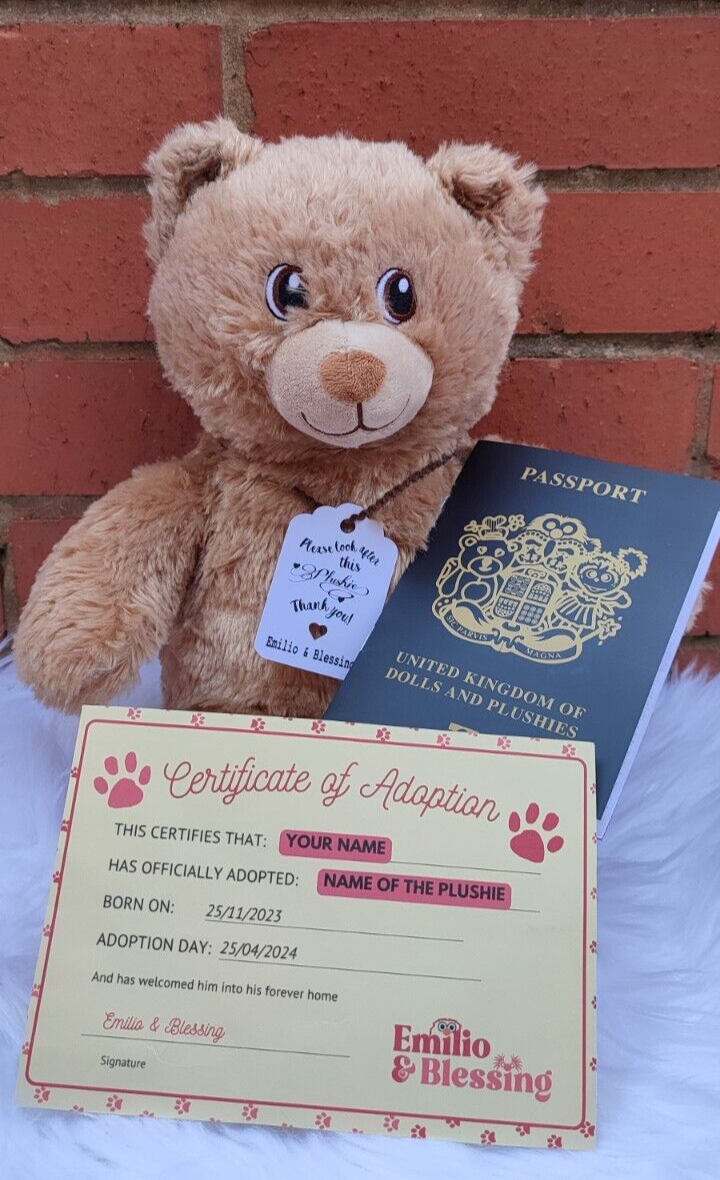 Please look after
this
Plushie
Thank you!
Emilio & Blessing
PASSPORT
SIC PARVIS MAGNA
UNITED KINGDOM OF
DOLLS AND PLUSHIES
Certificate of Adoption
THIS CERTIFIES THAT: YOUR NAME
HAS OFFICIALLY ADOPTED: NAME OF THE PLUSHIE
BORN ON: 25/11/2023
ADOPTION DAY: 25/04/2024
And has welcomed him into his forever home
Emilio & Blessing
Signature
Emilio
& Blessing